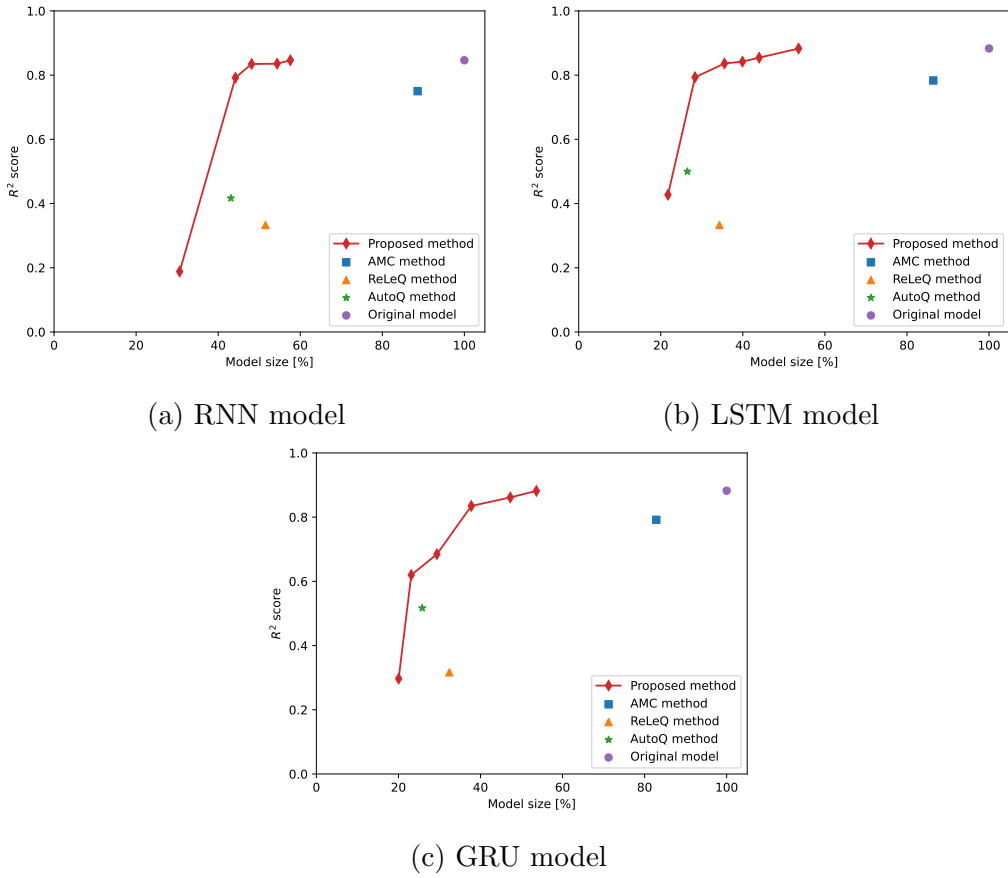 1.0
0.8
0.6
0.4
0.2
0.0
R² score
0 20 40 60 80 100
Model size [%]
Proposed method
AMC method
ReLeQ method
AutoQ method
Original model
(a) RNN model
1.0
0.8
0.6
0.4
0.2
0.0
R² score
0 20 40 60 80 100
Model size [%]
Proposed method
AMC method
ReLeQ method
AutoQ method
Original model
(b) LSTM model
1.0
0.8
0.6
0.4
0.2
0.0
R² score
0 20 40 60 80 100
Model size [%]
Proposed method
AMC method
ReLeQ method
AutoQ method
Original model
(c) GRU model